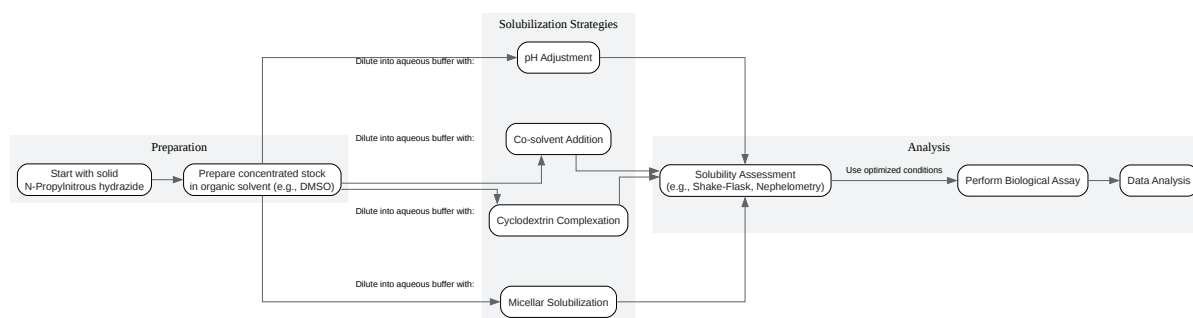 Solubilization Strategies
Dilute into aqueous buffer with:
pH Adjustment
Dilute into aqueous buffer with:
Co-solvent Addition
Preparation
Start with solid
N-Propylnitrous hydrazide
Prepare concentrated stock
in organic solvent (e.g., DMSO)
Dilute into aqueous buffer with:
Cyclodextrin Complexation
Dilute into aqueous buffer with:
Micellar Solubilization
Analysis
Solubility Assessment
(e.g., Shake-Flask, Nephelometry)
Use optimized conditions
Perform Biological Assay
Data Analysis